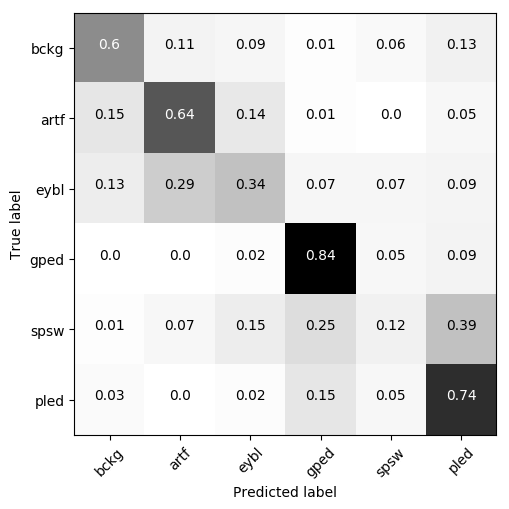 True label
bckg 0.6 0.11 0.09 0.01 0.06 0.13
artf 0.15 0.64 0.14 0.01 0.0 0.05
eybl 0.13 0.29 0.34 0.07 0.07 0.09
gped 0.0 0.0 0.02 0.84 0.05 0.09
spsw 0.01 0.07 0.15 0.25 0.12 0.39
pled 0.03 0.0 0.02 0.15 0.05 0.74
bckg artf eybl gped spsw pled
Predicted label